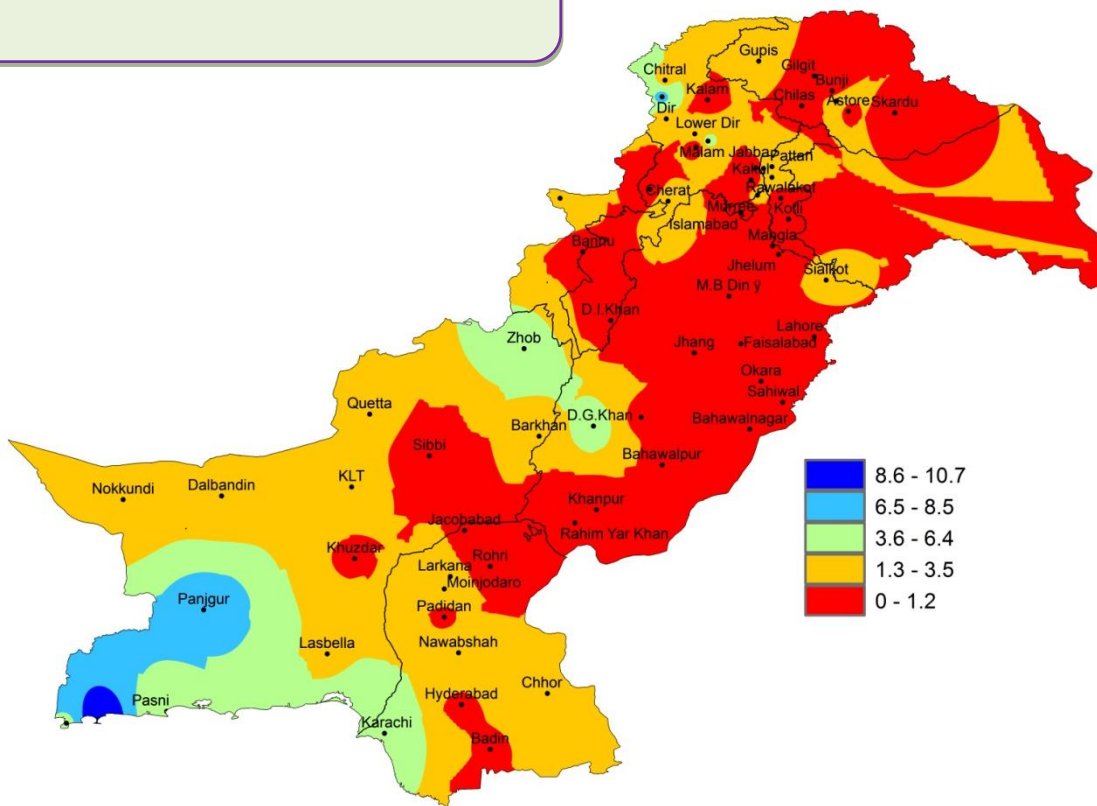 Gupis
Gilgit
Bunji
Chitral
Kalam
Chilas
Astore
Skardu
Dir
Lower Dir
Malam Jabba
Pattan
Kakul
Cherat
Rawalakot
Murree
Kotli
Islamabad
Mangla
Bannu
Jhelum
Sialkot
M.B Din ÿ
D.I.Khan
Lahore
Zhob
Jhang
Faisalabad
Okara
Sahiwal
Quetta
D.G.Khan
Barkhan
Bahawalnagar
Sibbi
Bahawalpur
Nokkundi
Dalbandin
KLT
Khanpur
Jacobabad
Rahim Yar Khan
Khuzdar
Rohri
Larkana
Moinjodaro
Panjgur
Padidan
Lasbella
Nawabshah
Chhor
Pasni
Hyderabad
Karachi
Badin
8.6 - 10.7
6.5 - 8.5
3.6 - 6.4
1.3 - 3.5
0 - 1.2